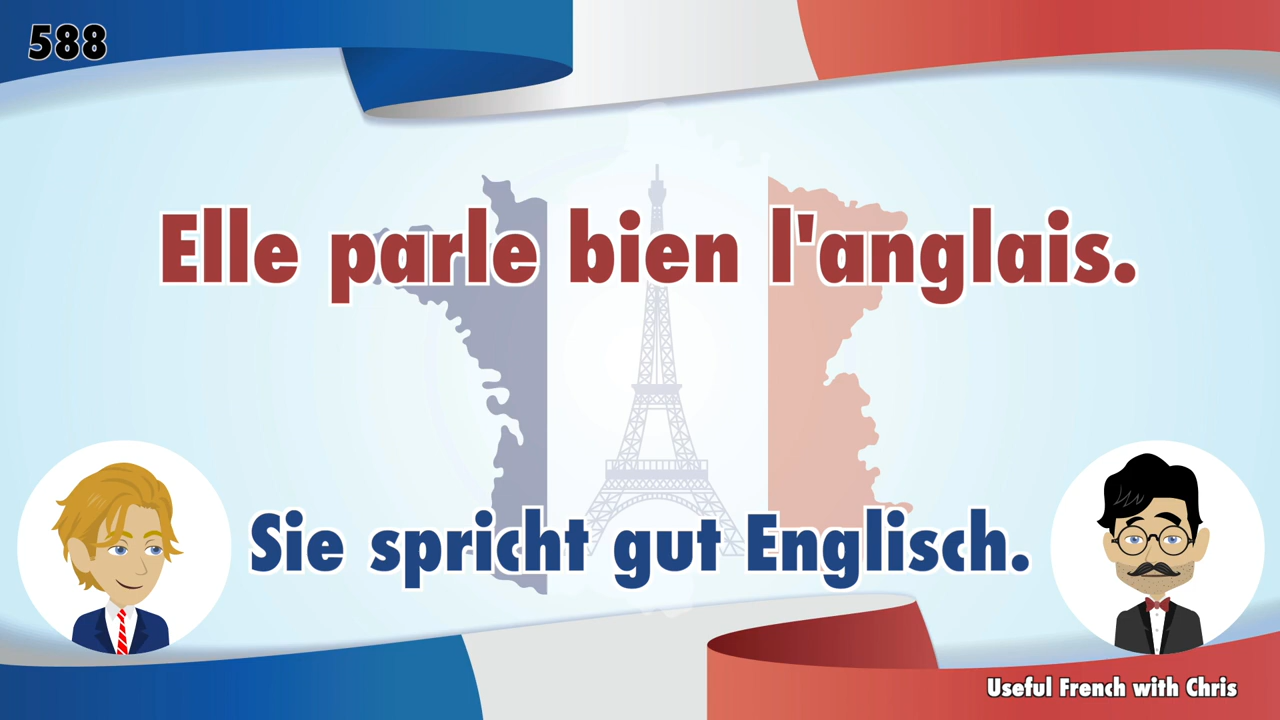 588
Elle parle bien l'anglais.
Sie spricht gut Englisch.
Useful French with Chris